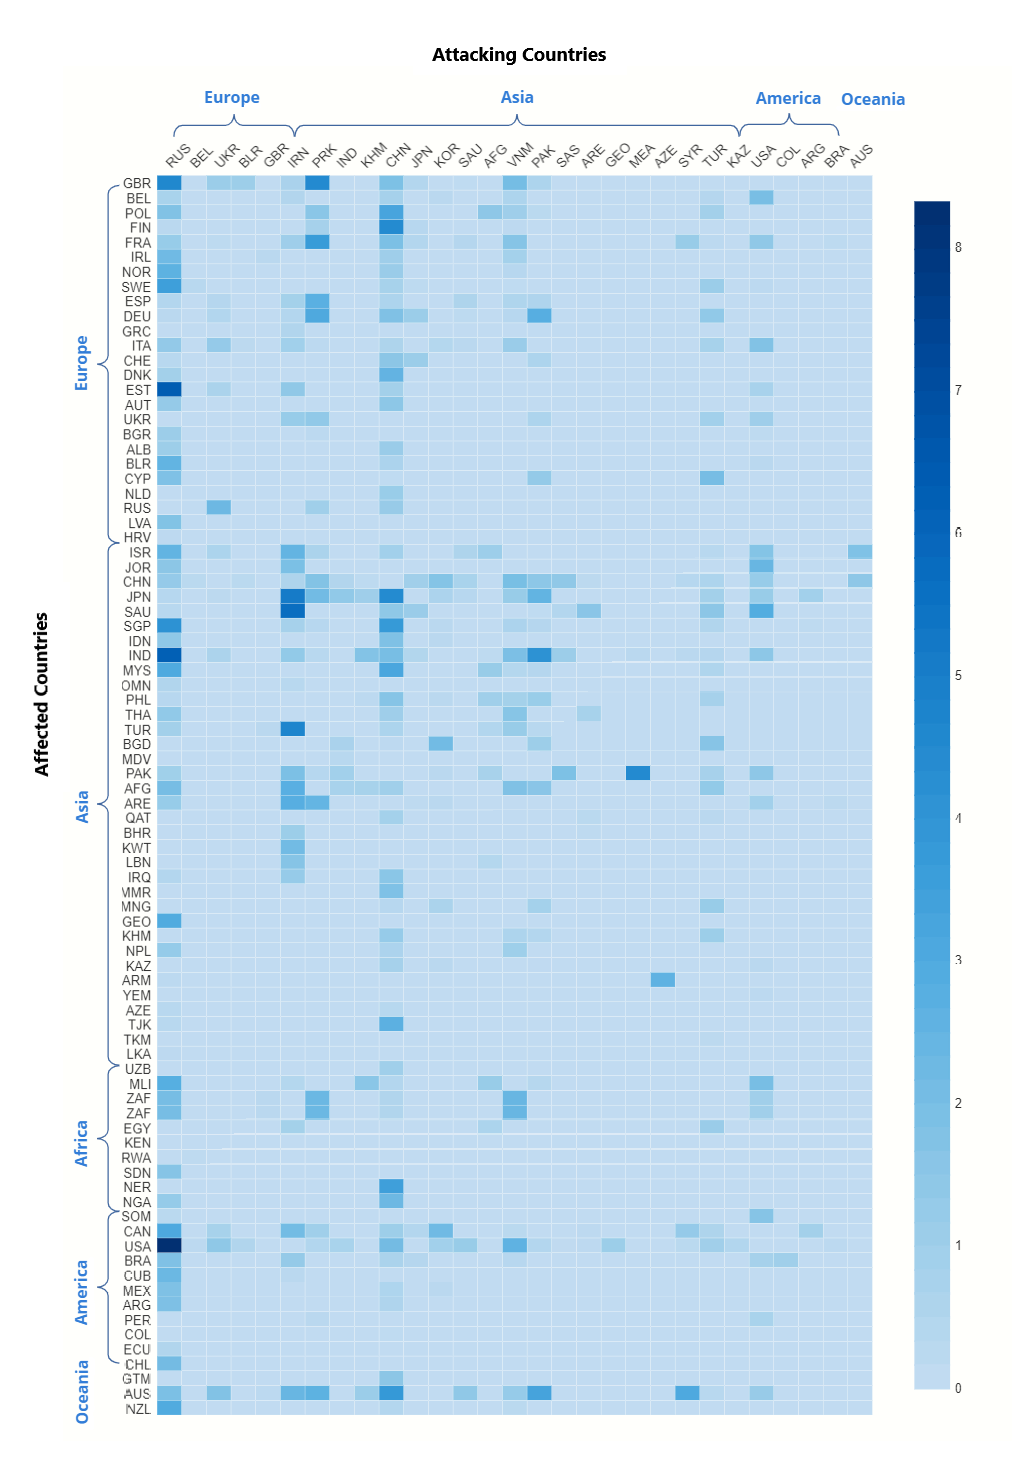 Attacking Countries
Europe
Asia
America
Oceania
RUS
BEL
UKR
BLR
GBR
IRN
PRK
IND
KHM
CHN
JPN
KOR
SAU
AFG
VNM
PAK
SAS
ARE
GEO
MEA
AZE
SYR
TUR
KAZ
USA
COL
ARG
BRA
AUS
Affected Countries
Europe
GBR
BEL
POL
FIN
FRA
IRL
NOR
SWE
ESP
DEU
GRC
ITA
CHE
DNK
EST
AUT
UKR
BGR
ALB
BLR
CYP
NLD
RUS
LVA
HRV
Asia
ISR
JOR
CHN
JPN
SAU
SGP
IDN
IND
MYS
OMN
PHL
THA
TUR
BGD
MDV
PAK
AFG
ARE
QAT
BHR
KWT
LBN
IRQ
MMR
MNG
GEO
KHM
NPL
KAZ
ARM
YEM
AZE
TJK
TKM
LKA
UZB
Africa
MLI
ZAF
ZAF
EGY
KEN
RWA
SDN
NER
NGA
SOM
America
CAN
USA
BRA
CUB
MEX
ARG
PER
COL
ECU
CHL
GTM
Oceania
AUS
NZL
8
7
6
5
4
3
2
1
0